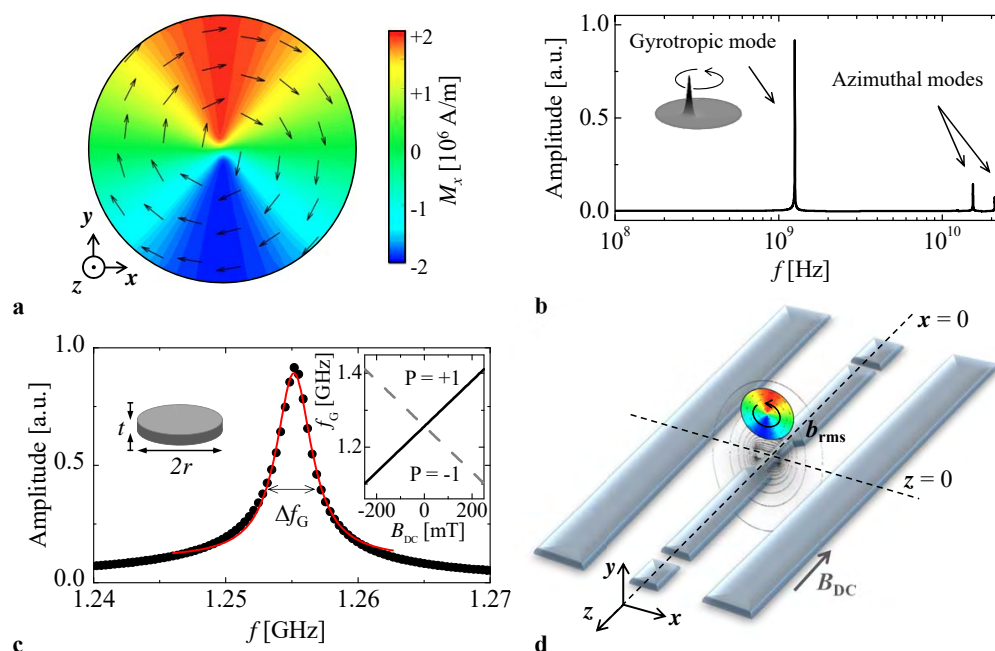 +2
+1
0
-1
-2
M_x [10^6 A/m]
y
z
x
a
Amplitude [a.u.]
1.0
0.5
0.0
Gyrotropic mode
Azimuthal modes
10^8
10^9
10^10
f [Hz]
b
Amplitude [a.u.]
1.0
0.5
0.0
t
2r
Δf_G
f_G [GHz]
1.4
1.2
P = +1
P = -1
-200
0
200
B_DC [mT]
1.24
1.25
1.26
1.27
f [GHz]
c
x = 0
b_rms
z = 0
B_DC
y
z
x
d